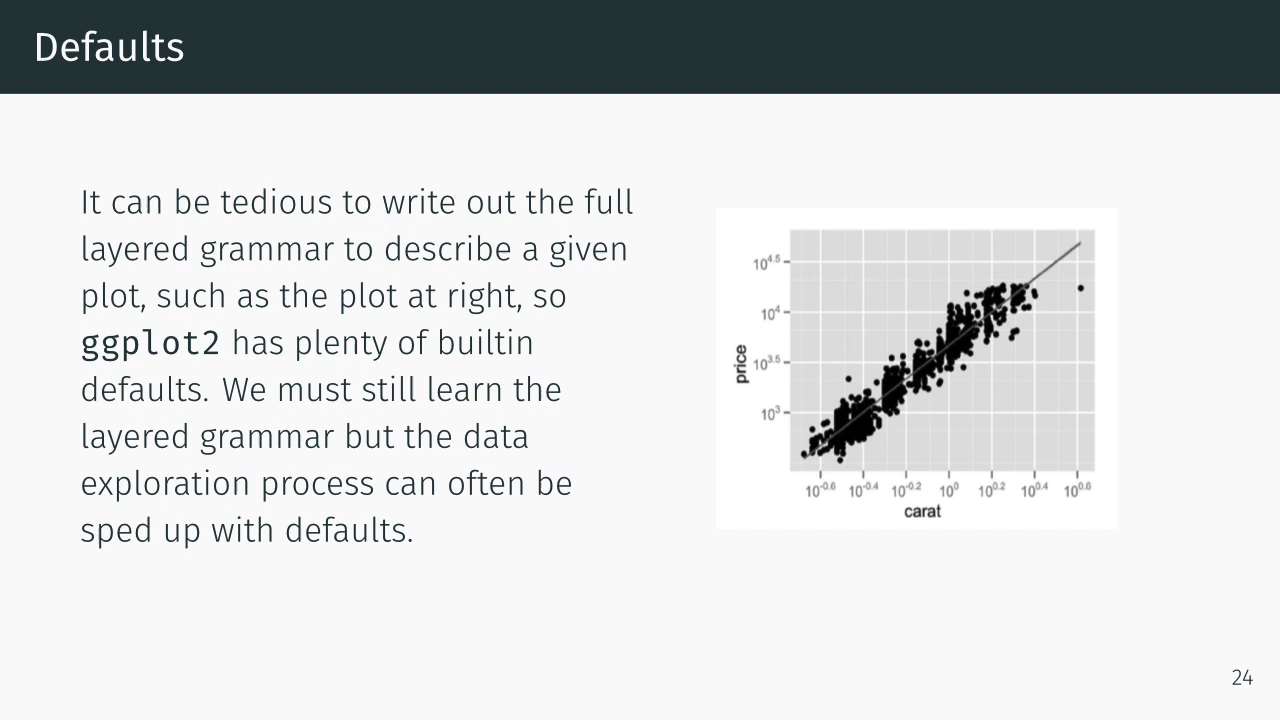 Defaults
It can be tedious to write out the full
layered grammar to describe a given
plot, such as the plot at right, so
ggplot2 has plenty of builtin
defaults. We must still learn the
layered grammar but the data
exploration process can often be
sped up with defaults.
price
10^4.5
10^4
10^3.5
10^3
10^-0.6 10^-0.4 10^-0.2 10^0 10^0.2 10^0.4 10^0.6
carat
24